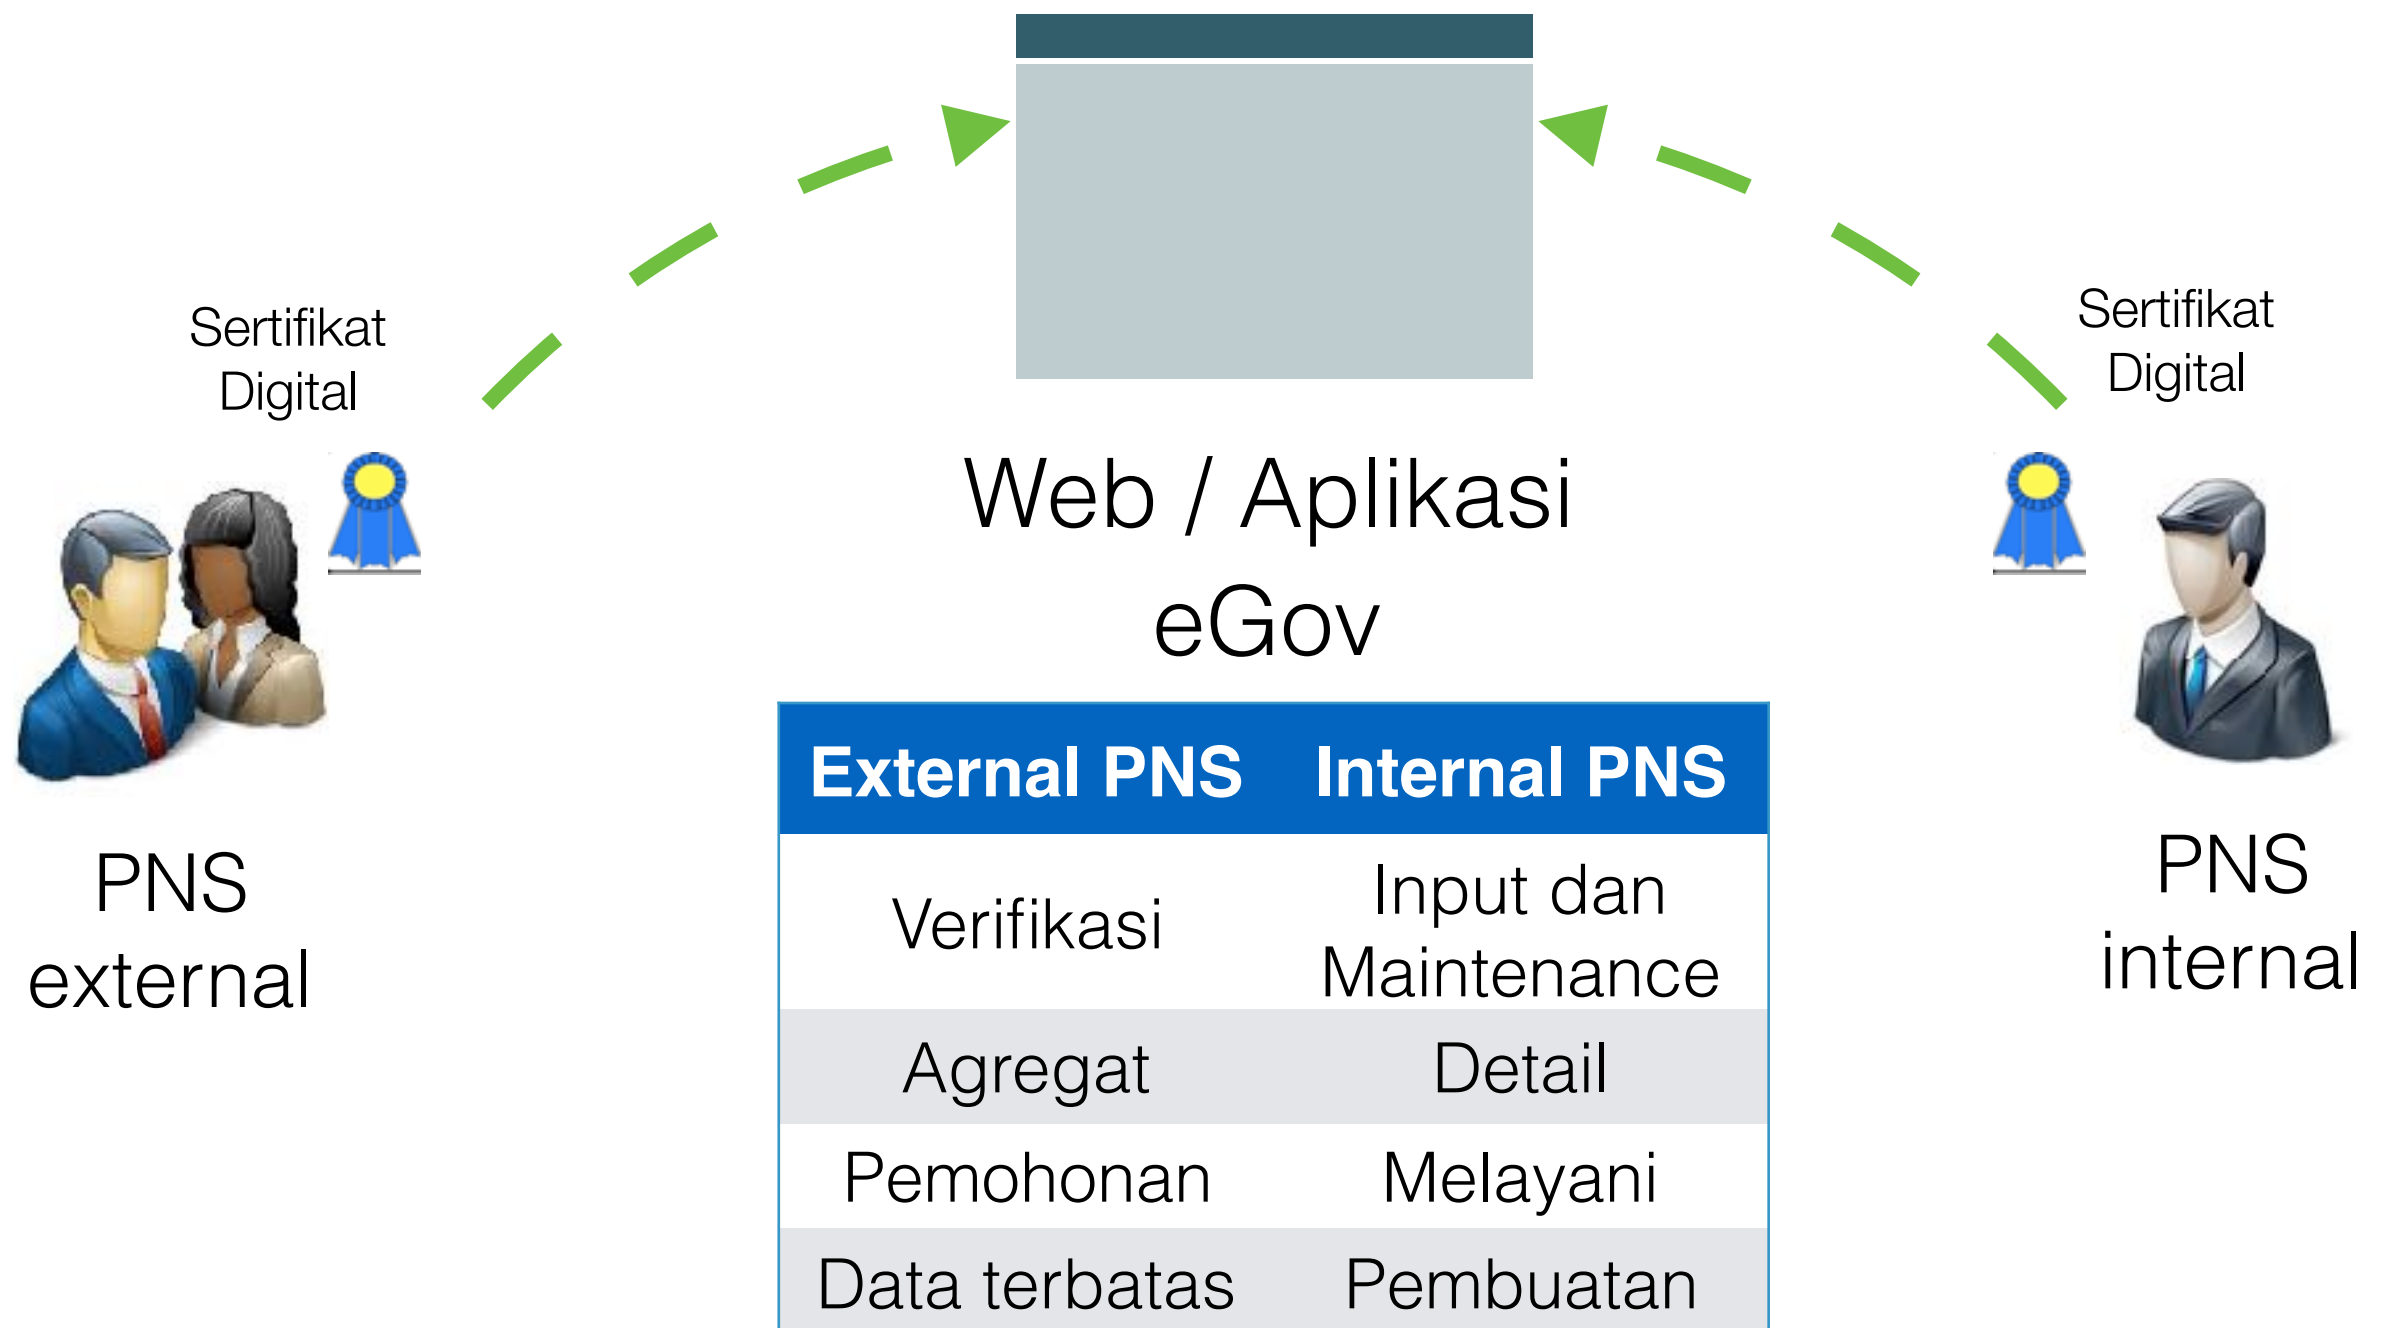 Sertifikat
Digital
Sertifikat
Digital
Web / Aplikasi
eGov
PNS
external
PNS
internal
External PNS Internal PNS
Verifikasi Input dan
Maintenance
Agregat Detail
Pemohonan Melayani
Data terbatas Pembuatan